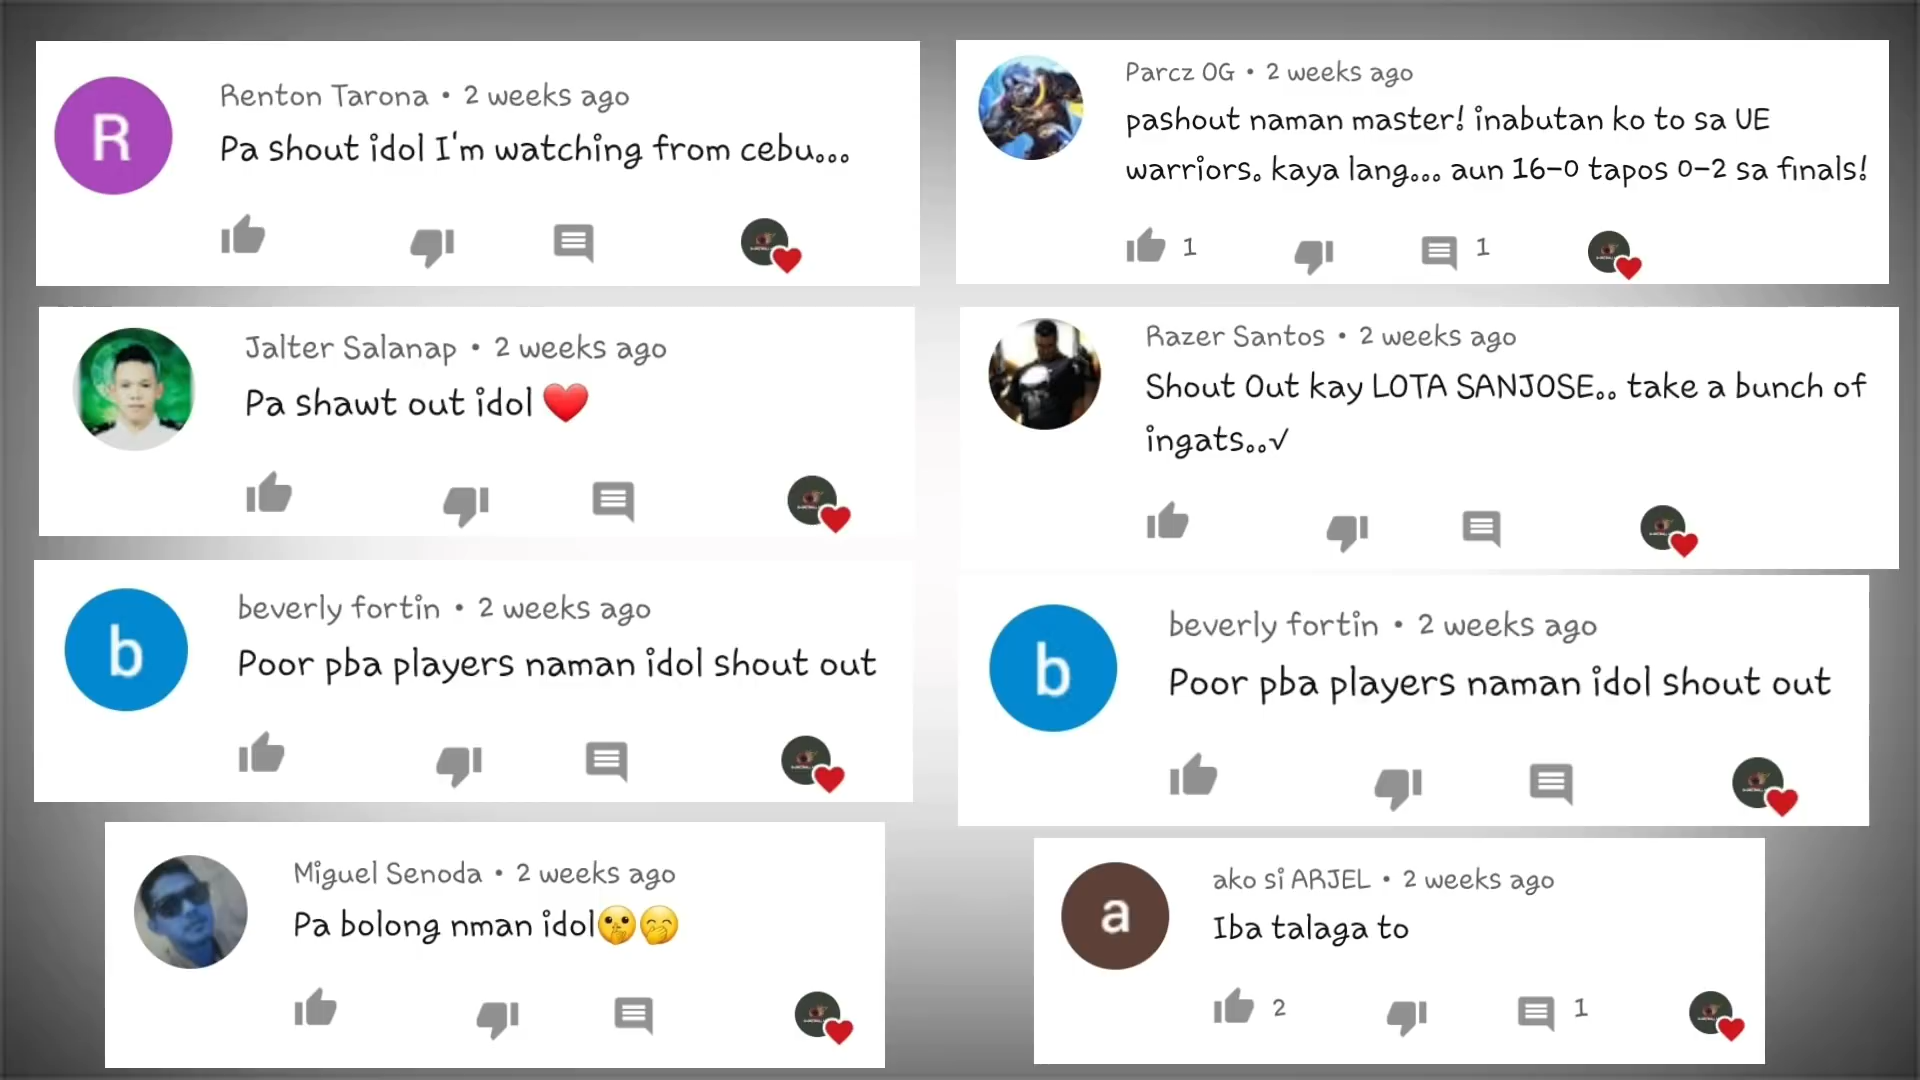 R
Renton Tarona • 2 weeks ago
Pa shout idol I'm watching from cebu...
Parcz OG • 2 weeks ago
pashout naman master! inabutan ko to sa UE
warriors. kaya lang... aun 16-0 tapos 0-2 sa finals!
1
1
Jalter Salanap • 2 weeks ago
Pa shawt out idol ❤️
Razer Santos • 2 weeks ago
Shout Out kay LOTA SANJOSE.. take a bunch of
ingats..√
b
beverly fortin • 2 weeks ago
Poor pba players naman idol shout out
b
beverly fortin • 2 weeks ago
Poor pba players naman idol shout out
Miguel Senoda • 2 weeks ago
Pa bolong nman idol🤫🤭
a
ako si ARJEL • 2 weeks ago
Iba talaga to
2
1